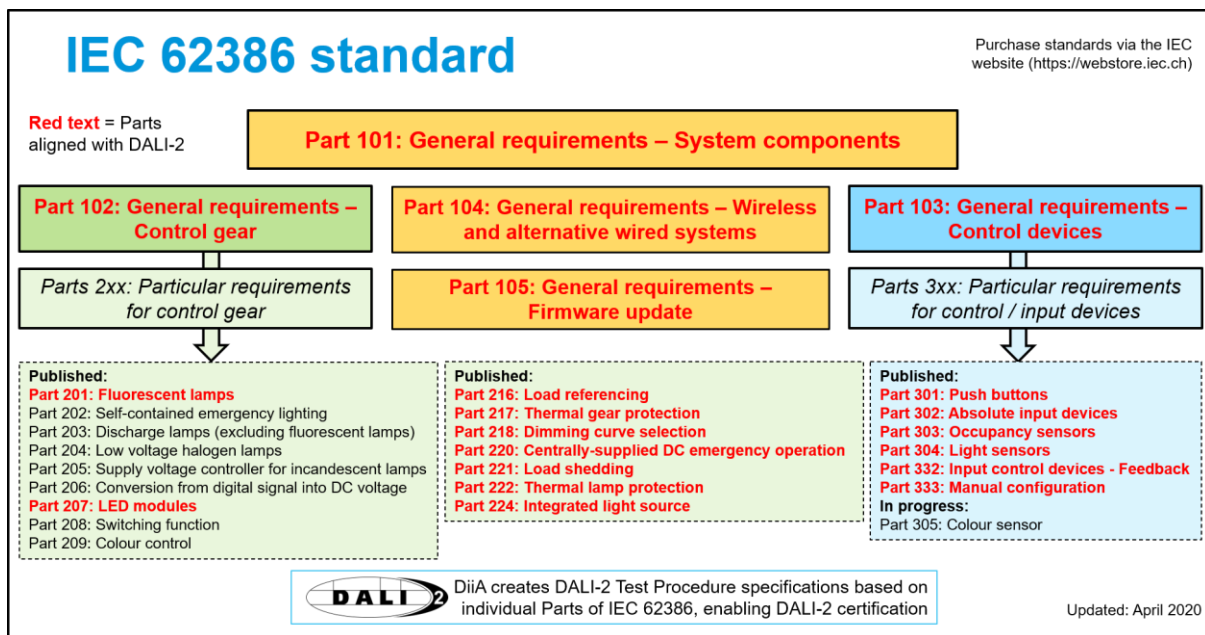 IEC 62386 standard
Purchase standards via the IEC
website (https://webstore.iec.ch)
Red text = Parts
aligned with DALI-2
Part 101: General requirements – System components
Part 102: General requirements –
Control gear
Part 104: General requirements – Wireless
and alternative wired systems
Part 103: General requirements –
Control devices
Parts 2xx: Particular requirements
for control gear
Part 105: General requirements –
Firmware update
Parts 3xx: Particular requirements
for control / input devices
Published:
Part 201: Fluorescent lamps
Part 202: Self-contained emergency lighting
Part 203: Discharge lamps (excluding fluorescent lamps)
Part 204: Low voltage halogen lamps
Part 205: Supply voltage controller for incandescent lamps
Part 206: Conversion from digital signal into DC voltage
Part 207: LED modules
Part 208: Switching function
Part 209: Colour control
Published:
Part 216: Load referencing
Part 217: Thermal gear protection
Part 218: Dimming curve selection
Part 220: Centrally-supplied DC emergency operation
Part 221: Load shedding
Part 222: Thermal lamp protection
Part 224: Integrated light source
Published:
Part 301: Push buttons
Part 302: Absolute input devices
Part 303: Occupancy sensors
Part 304: Light sensors
Part 332: Input control devices - Feedback
Part 333: Manual configuration
In progress:
Part 305: Colour sensor
DALI 2
DiiA creates DALI-2 Test Procedure specifications based on
individual Parts of IEC 62386, enabling DALI-2 certification
Updated: April 2020